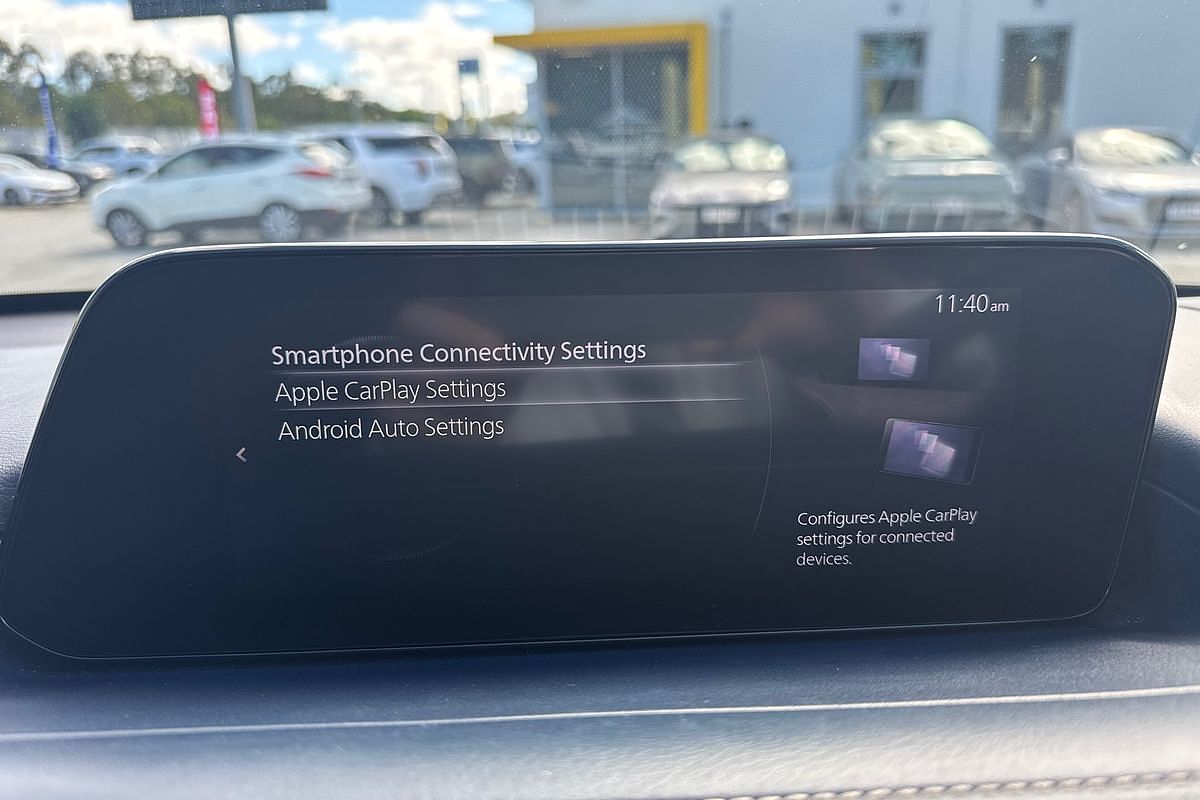 11:40am
Smartphone Connectivity Settings
Apple CarPlay Settings
Android Auto Settings
Configures Apple CarPlay
settings for connected
devices.